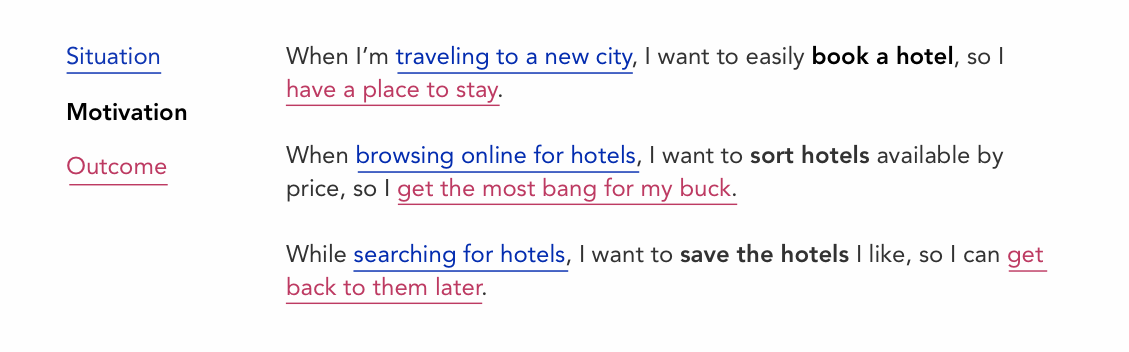 Situation
Motivation
Outcome
When I’m traveling to a new city, I want to easily book a hotel, so I
have a place to stay.
When browsing online for hotels, I want to sort hotels available by
price, so I get the most bang for my buck.
While searching for hotels, I want to save the hotels I like, so I can get
back to them later.